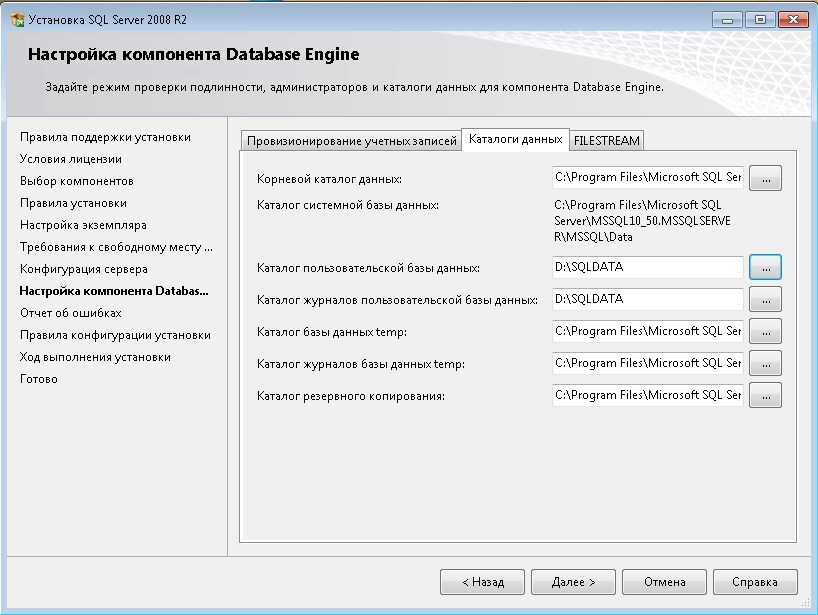 Установка SQL Server 2008 R2
Настройка компонента Database Engine
Задайте режим проверки подлинности, администраторов и каталоги данных для компонента Database Engine.
Правила поддержки установки
Условия лицензии
Выбор компонентов
Правила установки
Настройка экземпляра
Требования к свободному месту ...
Конфигурация сервера
Настройка компонента Databas...
Отчет об ошибках
Правила конфигурации установки
Ход выполнения установки
Готово
Провизионирование учетных записей
Каталоги данных
FILESTREAM
Корневой каталог данных:
C:\Program Files\Microsoft SQL Ser
...
Каталог системной базы данных:
C:\Program Files\Microsoft SQL
Server\MSSQL10_50.MSSQLSERVE
R\MSSQL\Data
Каталог пользовательской базы данных:
D:\SQLDATA
...
Каталог журналов пользовательской базы данных:
D:\SQLDATA
...
Каталог базы данных temp:
C:\Program Files\Microsoft SQL Ser
...
Каталог журналов базы данных temp:
C:\Program Files\Microsoft SQL Ser
...
Каталог резервного копирования:
C:\Program Files\Microsoft SQL Ser
...
< Назад
Далее >
Отмена
Справка